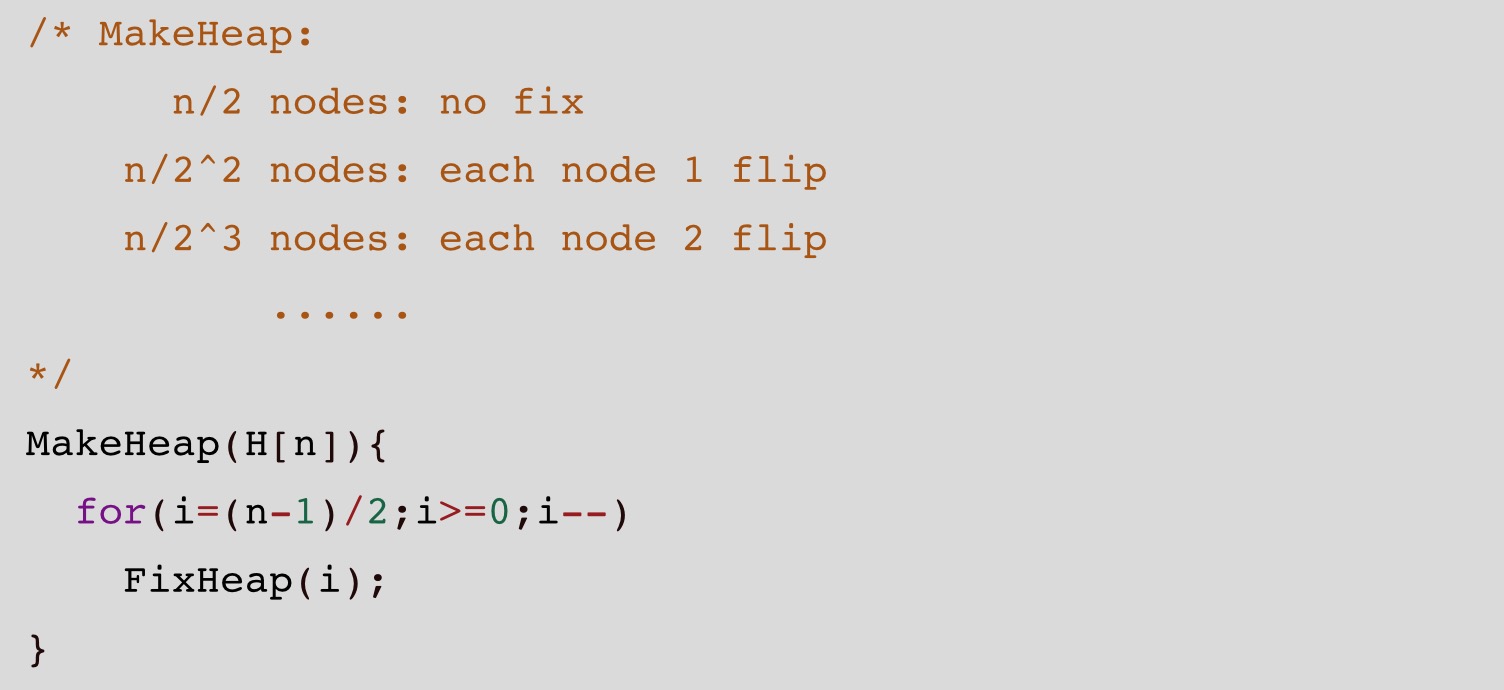 /* MakeHeap:
n/2 nodes: no fix
n/2^2 nodes: each node 1 flip
n/2^3 nodes: each node 2 flip
......
*/
MakeHeap(H[n]){
for(i=(n-1)/2;i>=0;i--)
FixHeap(i);
}